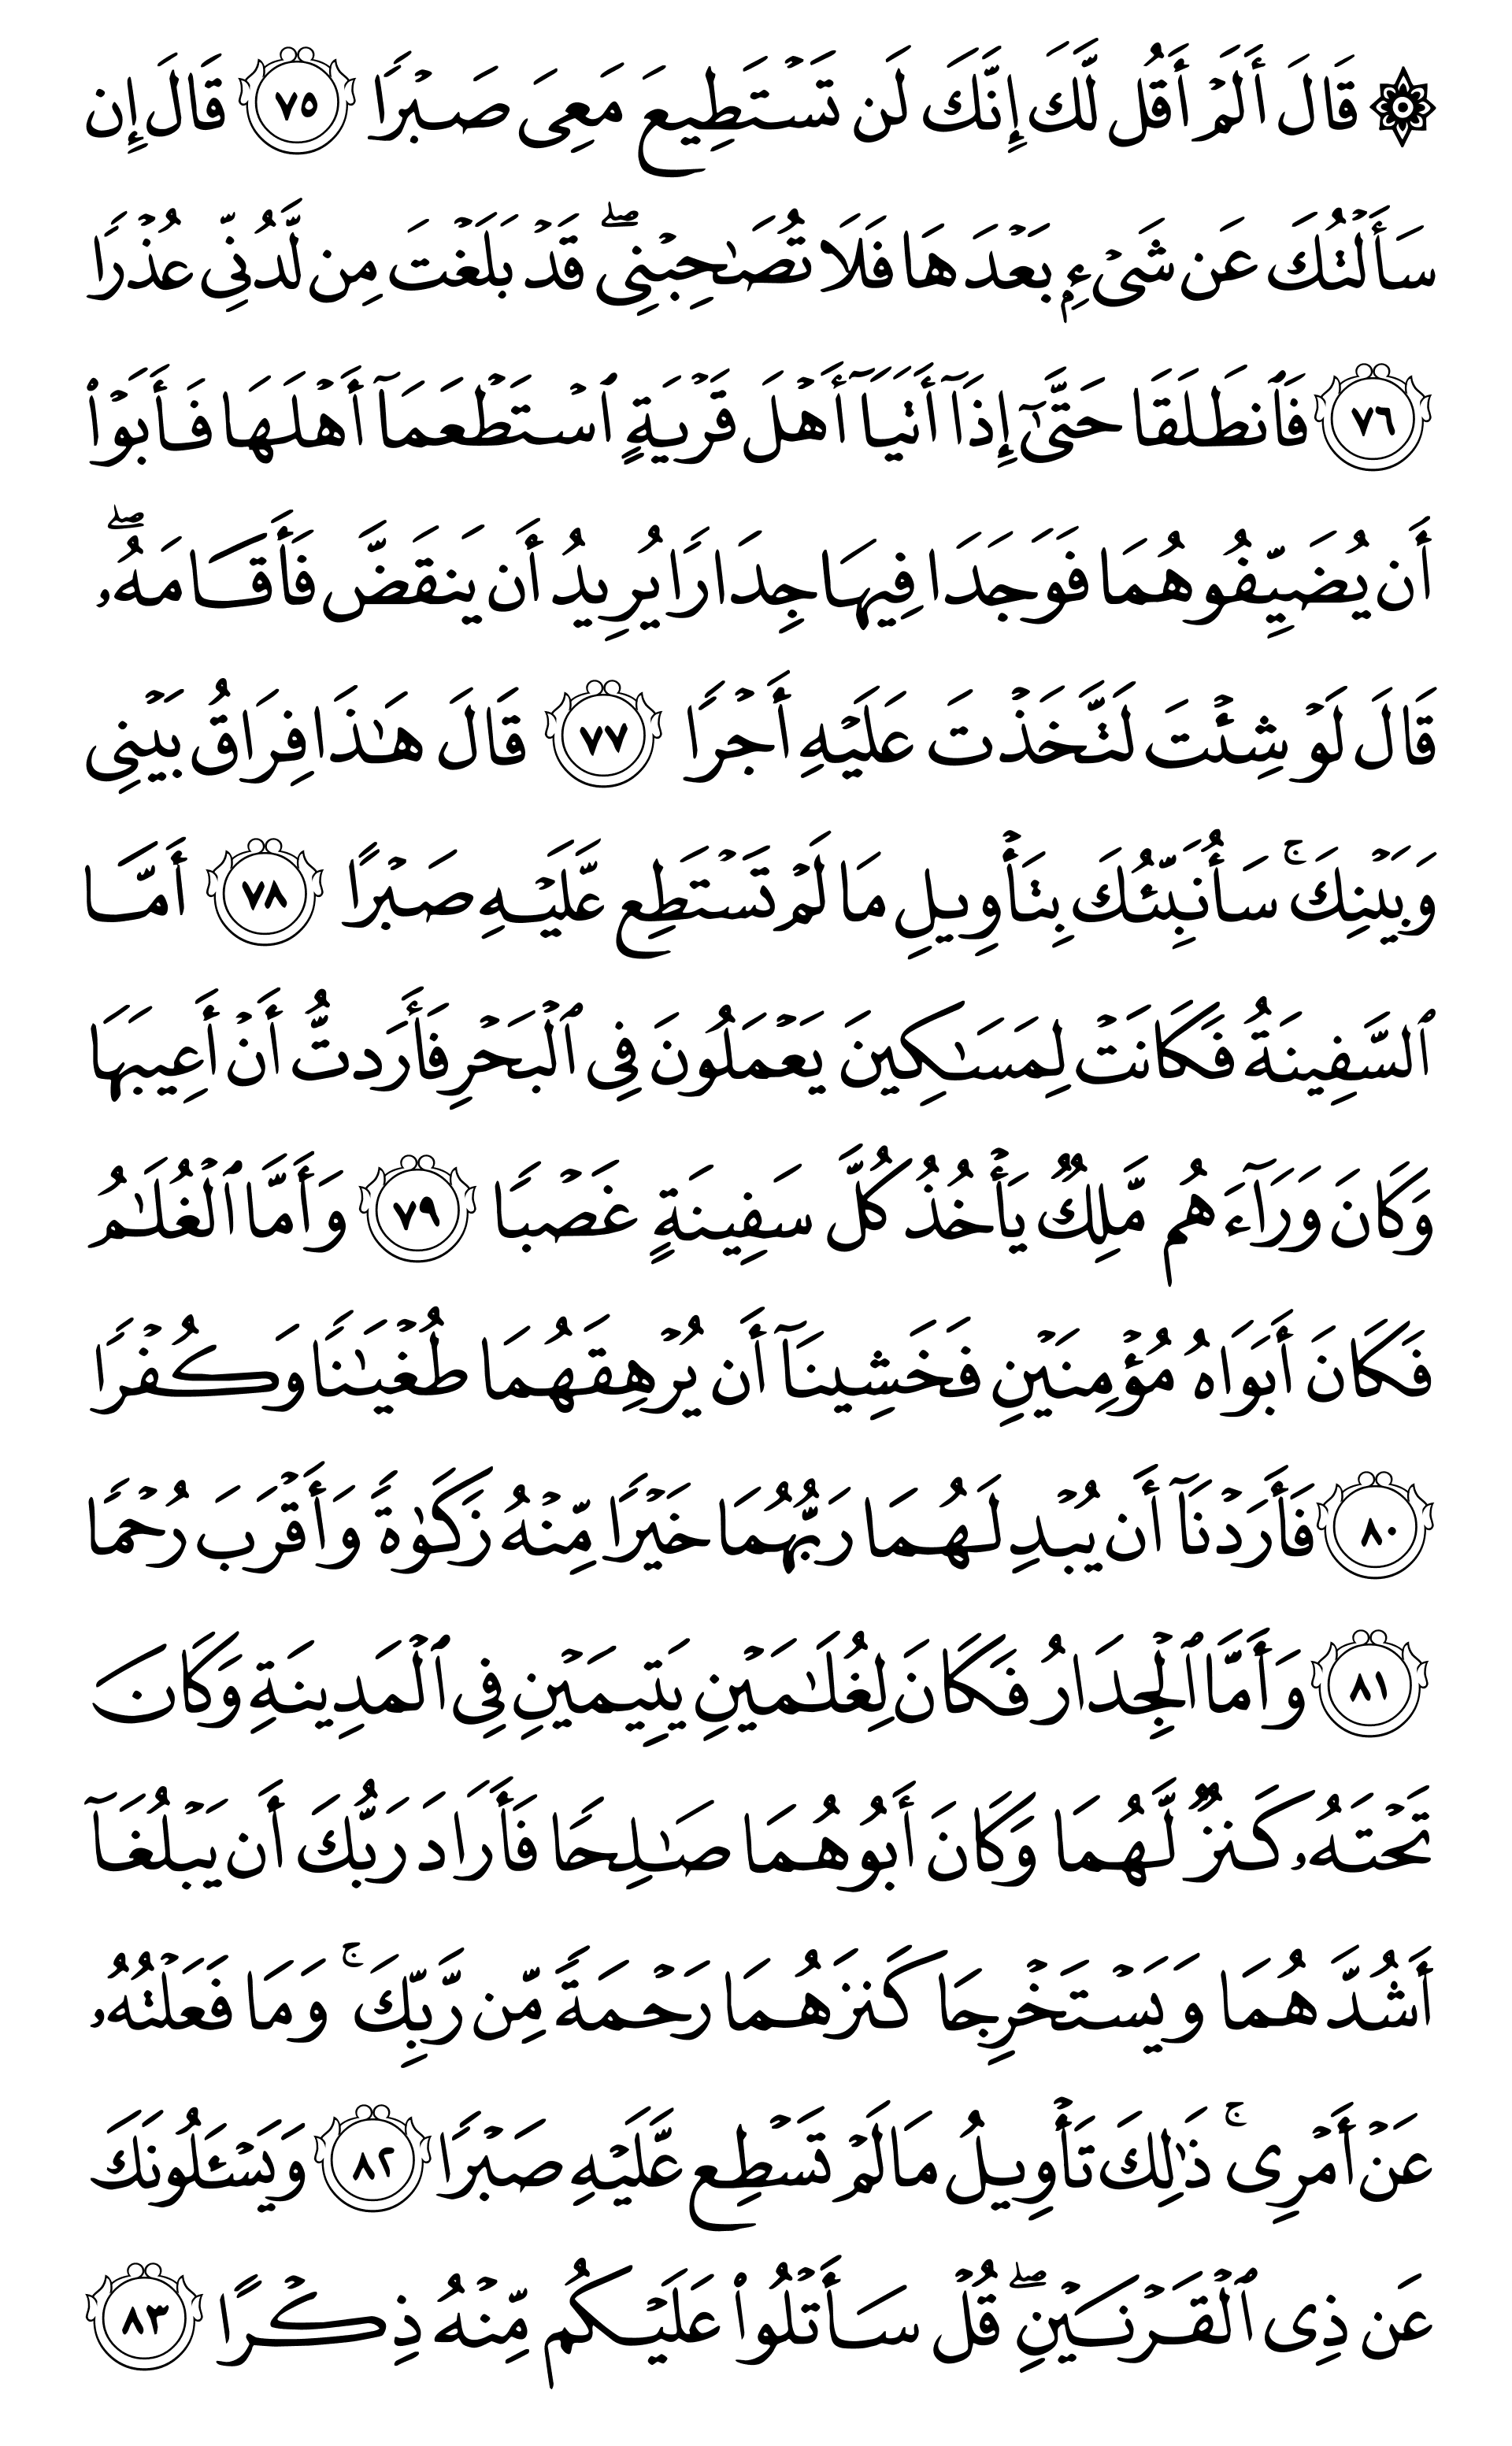 ۞ قَالَ أَلَمۡ أَقُل لَّكَ إِنَّكَ لَن تَسۡتَطِيعَ مَعِيَ صَبۡرٗا ٧٥ قَالَ إِن
سَأَلۡتُكَ عَن شَيۡءِۭ بَعۡدَهَا فَلَا تُصَٰحِبۡنِيۖ قَدۡ بَلَغۡتَ مِن لَّدُنِّي عُذۡرٗا
٧٦ فَٱنطَلَقَا حَتَّىٰٓ إِذَآ أَتَيَآ أَهۡلَ قَرۡيَةٍ ٱسۡتَطۡعَمَآ أَهۡلَهَا فَأَبَوۡاْ
أَن يُضَيِّفُوهُمَا فَوَجَدَا فِيهَا جِدَارٗا يُرِيدُ أَن يَنقَضَّ فَأَقَامَهُۥۖ
قَالَ لَوۡ شِئۡتَ لَتَّخَذۡتَ عَلَيۡهِ أَجۡرٗا ٧٧ قَالَ هَٰذَا فِرَاقُ بَيۡنِي
وَبَيۡنِكَۚ سَأُنَبِّئُكَ بِتَأۡوِيلِ مَا لَمۡ تَسۡتَطِع عَّلَيۡهِ صَبۡرًا ٧٨ أَمَّا
ٱلسَّفِينَةُ فَكَانَتۡ لِمَسَٰكِينَ يَعۡمَلُونَ فِي ٱلۡبَحۡرِ فَأَرَدتُّ أَنۡ أَعِيبَهَا
وَكَانَ وَرَآءَهُم مَّلِكٞ يَأۡخُذُ كُلَّ سَفِينَةٍ غَصۡبٗا ٧٩ وَأَمَّا ٱلۡغُلَٰمُ
فَكَانَ أَبَوَاهُ مُؤۡمِنَيۡنِ فَخَشِينَآ أَن يُرۡهِقَهُمَا طُغۡيَٰنٗا وَكُفۡرٗا
٨٠ فَأَرَدۡنَآ أَن يُبۡدِلَهُمَا رَبُّهُمَا خَيۡرٗا مِّنۡهُ زَكَوٰةٗ وَأَقۡرَبَ رُحۡمٗا
٨١ وَأَمَّا ٱلۡجِدَارُ فَكَانَ لِغُلَٰمَيۡنِ يَتِيمَيۡنِ فِي ٱلۡمَدِينَةِ وَكَانَ
تَحۡتَهُۥ كَنزٞ لَّهُمَا وَكَانَ أَبُوهُمَا صَٰلِحٗا فَأَرَادَ رَبُّكَ أَن يَبۡلُغَآ
أَشُدَّهُمَا وَيَسۡتَخۡرِجَا كَنزَهُمَا رَحۡمَةٗ مِّن رَّبِّكَۚ وَمَا فَعَلۡتُهُۥ
عَنۡ أَمۡرِيۚ ذَٰلِكَ تَأۡوِيلُ مَا لَمۡ تَسۡطِع عَّلَيۡهِ صَبۡرٗا ٨٢ وَيَسۡـَٔلُونَكَ
عَن ذِي ٱلۡقَرۡنَيۡنِۖ قُلۡ سَأَتۡلُواْ عَلَيۡكُم مِّنۡهُ ذِكۡرًا ٨٣